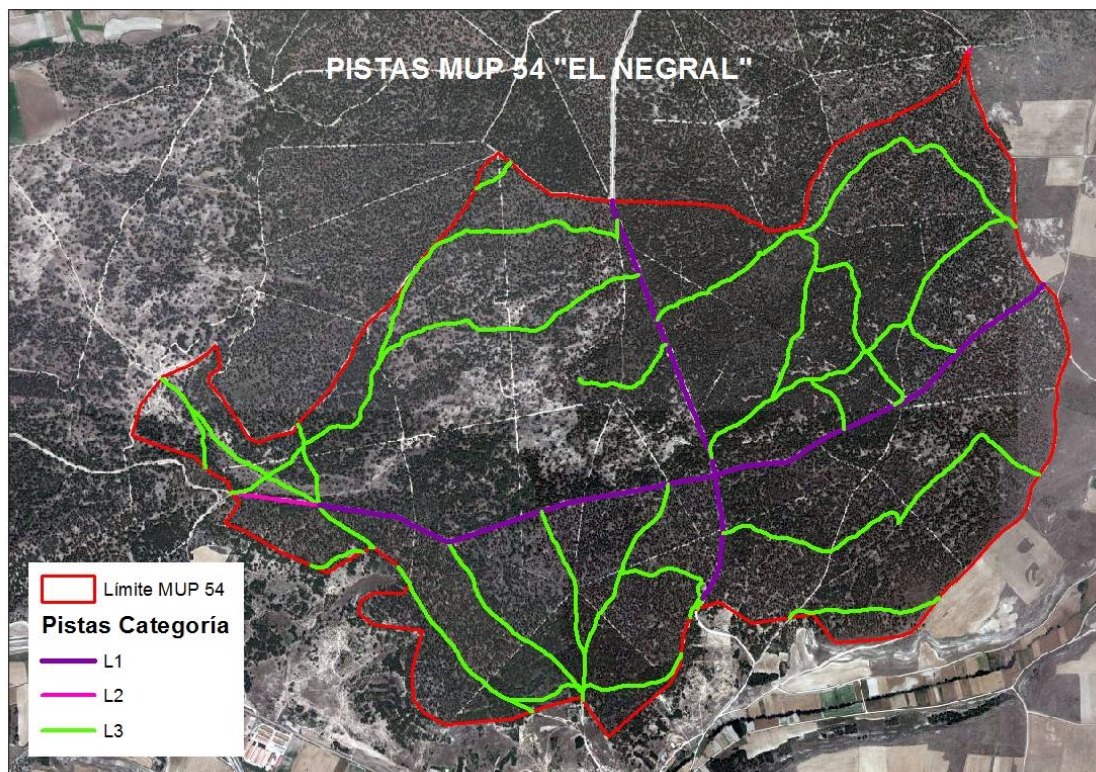 PISTAS MUP 54 "EL NEGRAL"
Límite MUP 54
Pistas Categoría
L1
L2
L3